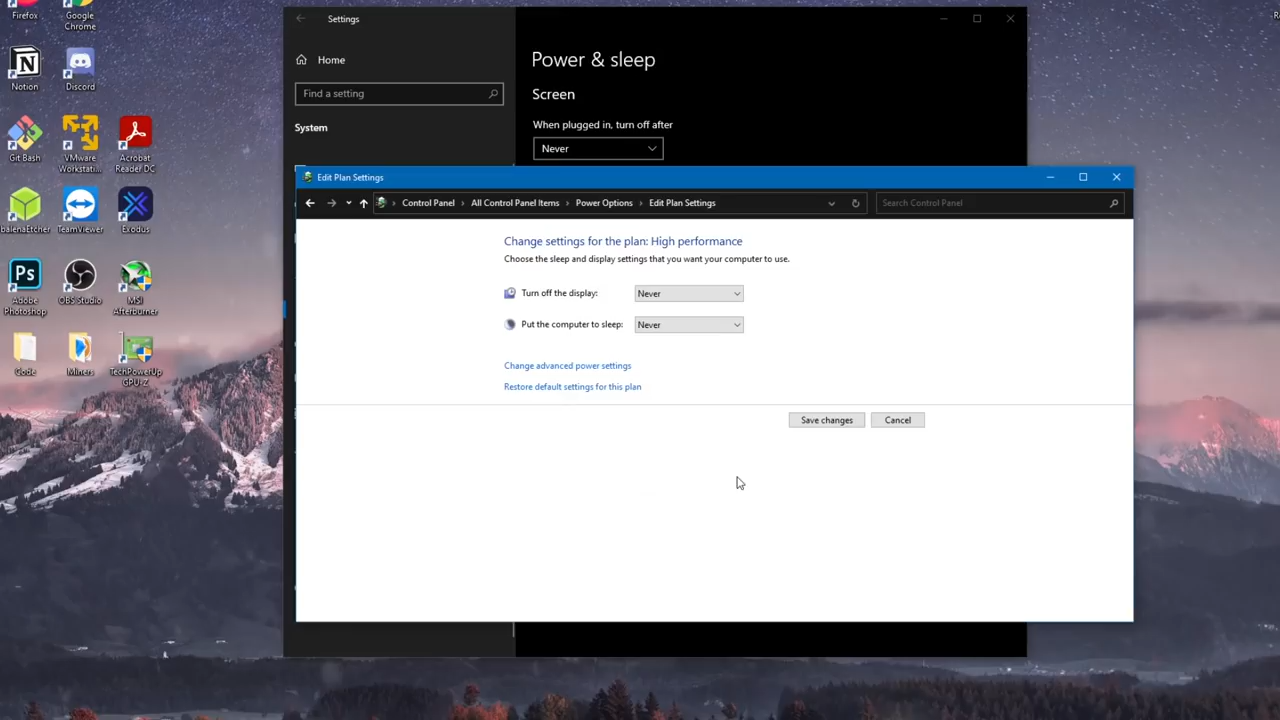 Firefox
Google
Chrome
Notion
Discord
Git Bash
VMware
Workstati...
Acrobat
Reader DC
balenaEtcher
TeamViewer
Exodus
Adobe
Photoshop
OBS Studio
MSI
Afterburner
Code
Miners
TechPowerUp
GPU-Z
Settings
Home
Find a setting
System
Power & sleep
Screen
When plugged in, turn off after
Never
Edit Plan Settings
Control Panel > All Control Panel Items > Power Options > Edit Plan Settings
Search Control Panel
Change settings for the plan: High performance
Choose the sleep and display settings that you want your computer to use.
Turn off the display: Never
Put the computer to sleep: Never
Change advanced power settings
Restore default settings for this plan
Save changes Cancel